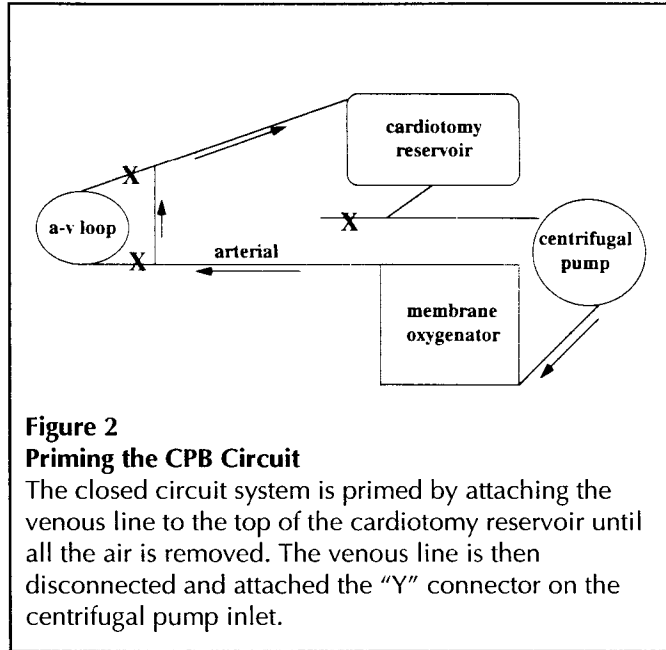 cardiotomy
reservoir
X
a-v loop
X
X
arterial
centrifugal
pump
membrane
oxygenator
Figure 2
Priming the CPB Circuit
The closed circuit system is primed by attaching the
venous line to the top of the cardiotomy reservoir until
all the air is removed. The venous line is then
disconnected and attached the “Y” connector on the
centrifugal pump inlet.